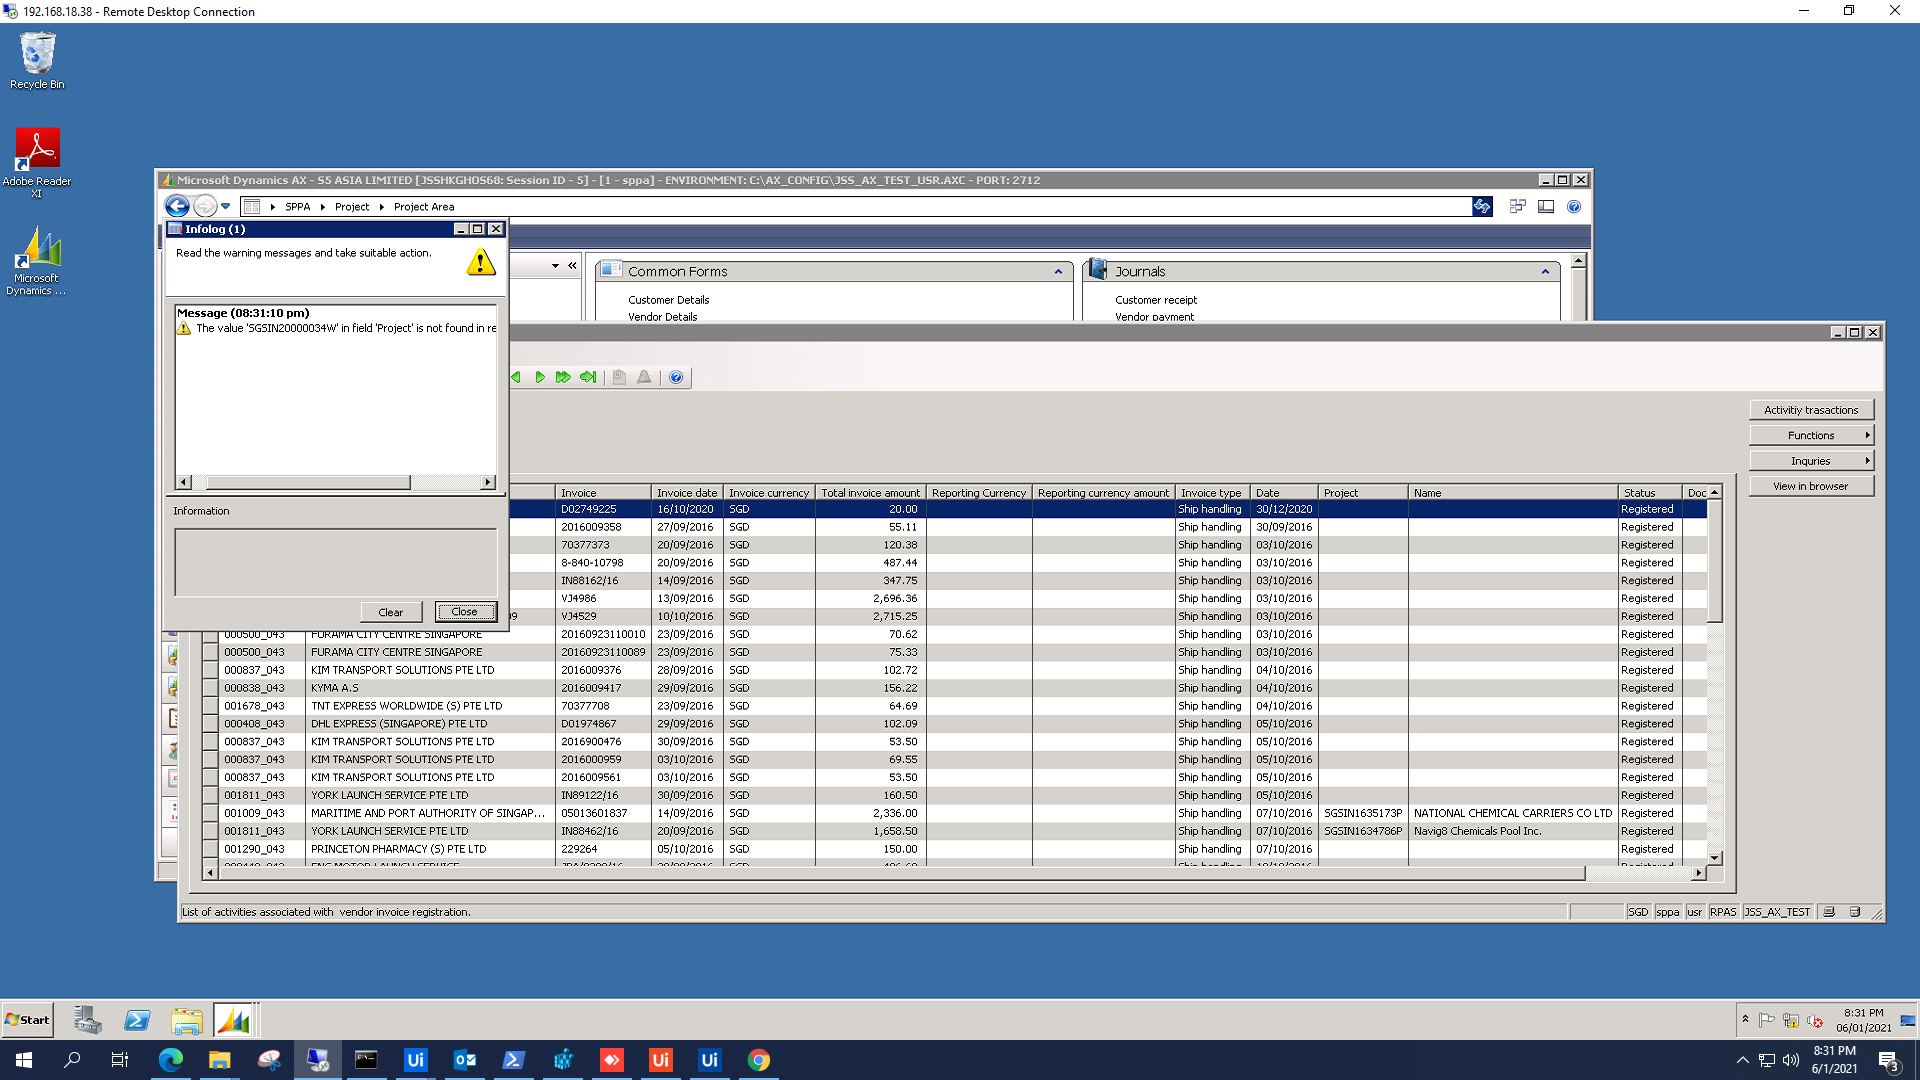 192.168.18.38 - Remote Desktop Connection
Recycle Bin
Adobe Reader
XI
Microsoft
Dynamics ...
Microsoft Dynamics AX - S5 ASIA LIMITED [JSSHKGHOS68: Session ID - 5] - [1 - sppa] - ENVIRONMENT: C:\AX_CONFIG\JSS_AX_TEST_USR.AXC - PORT: 2712
SPPA Project Project Area
Infolog (1)
Read the warning messages and take suitable action.
Message (08:31:10 pm)
The value 'SGSIN20000034W' in field 'Project' is not found in re
Information
Clear Close
Common Forms
Customer Details
Vendor Details
Journals
Customer receipt
Vendor payment
Activitiy trasactions
Functions
Inquries
View in browser
Invoice Invoice date Invoice currency Total invoice amount Reporting Currency Reporting currency amount Invoice type Date Project Name Status Doc
D02749225 16/10/2020 SGD 20.00 Ship handling 30/12/2020 Registered
2016009358 27/09/2016 SGD 55.11 Ship handling 30/09/2016 Registered
70377373 20/09/2016 SGD 120.38 Ship handling 03/10/2016 Registered
8-840-10798 20/09/2016 SGD 487.44 Ship handling 03/10/2016 Registered
IN88162/16 14/09/2016 SGD 347.75 Ship handling 03/10/2016 Registered
VJ4986 13/09/2016 SGD 2,696.36 Ship handling 03/10/2016 Registered
09 VJ4529 10/10/2016 SGD 2,715.25 Ship handling 03/10/2016 Registered
000500_043 FURAMA CITY CENTRE SINGAPORE 20160923110010 23/09/2016 SGD 70.62 Ship handling 03/10/2016 Registered
000500_043 FURAMA CITY CENTRE SINGAPORE 20160923110089 23/09/2016 SGD 75.33 Ship handling 03/10/2016 Registered
000837_043 KIM TRANSPORT SOLUTIONS PTE LTD 2016009376 28/09/2016 SGD 102.72 Ship handling 04/10/2016 Registered
000838_043 KYMA A.S 2016009417 29/09/2016 SGD 156.22 Ship handling 04/10/2016 Registered
001678_043 TNT EXPRESS WORLDWIDE (S) PTE LTD 70377708 23/09/2016 SGD 64.69 Ship handling 04/10/2016 Registered
000408_043 DHL EXPRESS (SINGAPORE) PTE LTD D01974867 29/09/2016 SGD 102.09 Ship handling 05/10/2016 Registered
000837_043 KIM TRANSPORT SOLUTIONS PTE LTD 2016900476 30/09/2016 SGD 53.50 Ship handling 05/10/2016 Registered
000837_043 KIM TRANSPORT SOLUTIONS PTE LTD 2016000959 03/10/2016 SGD 69.55 Ship handling 05/10/2016 Registered
000837_043 KIM TRANSPORT SOLUTIONS PTE LTD 2016009561 03/10/2016 SGD 53.50 Ship handling 05/10/2016 Registered
001811_043 YORK LAUNCH SERVICE PTE LTD IN89122/16 30/09/2016 SGD 160.50 Ship handling 05/10/2016 Registered
001009_043 MARITIME AND PORT AUTHORITY OF SINGAP... 05013601837 14/09/2016 SGD 2,336.00 Ship handling 07/10/2016 SGSIN1635173P NATIONAL CHEMICAL CARRIERS CO LTD Registered
001811_043 YORK LAUNCH SERVICE PTE LTD IN88462/16 20/09/2016 SGD 1,658.50 Ship handling 07/10/2016 SGSIN1634786P Navig8 Chemicals Pool Inc. Registered
001290_043 PRINCETON PHARMACY (S) PTE LTD 229264 05/10/2016 SGD 150.00 Ship handling 07/10/2016 Registered
List of activities associated with vendor invoice registration.
SGD sppa usr RPAS JSS_AX_TEST
Start
8:31 PM
06/01/2021
Ui Ui Ui
8:31 PM
6/1/2021
3